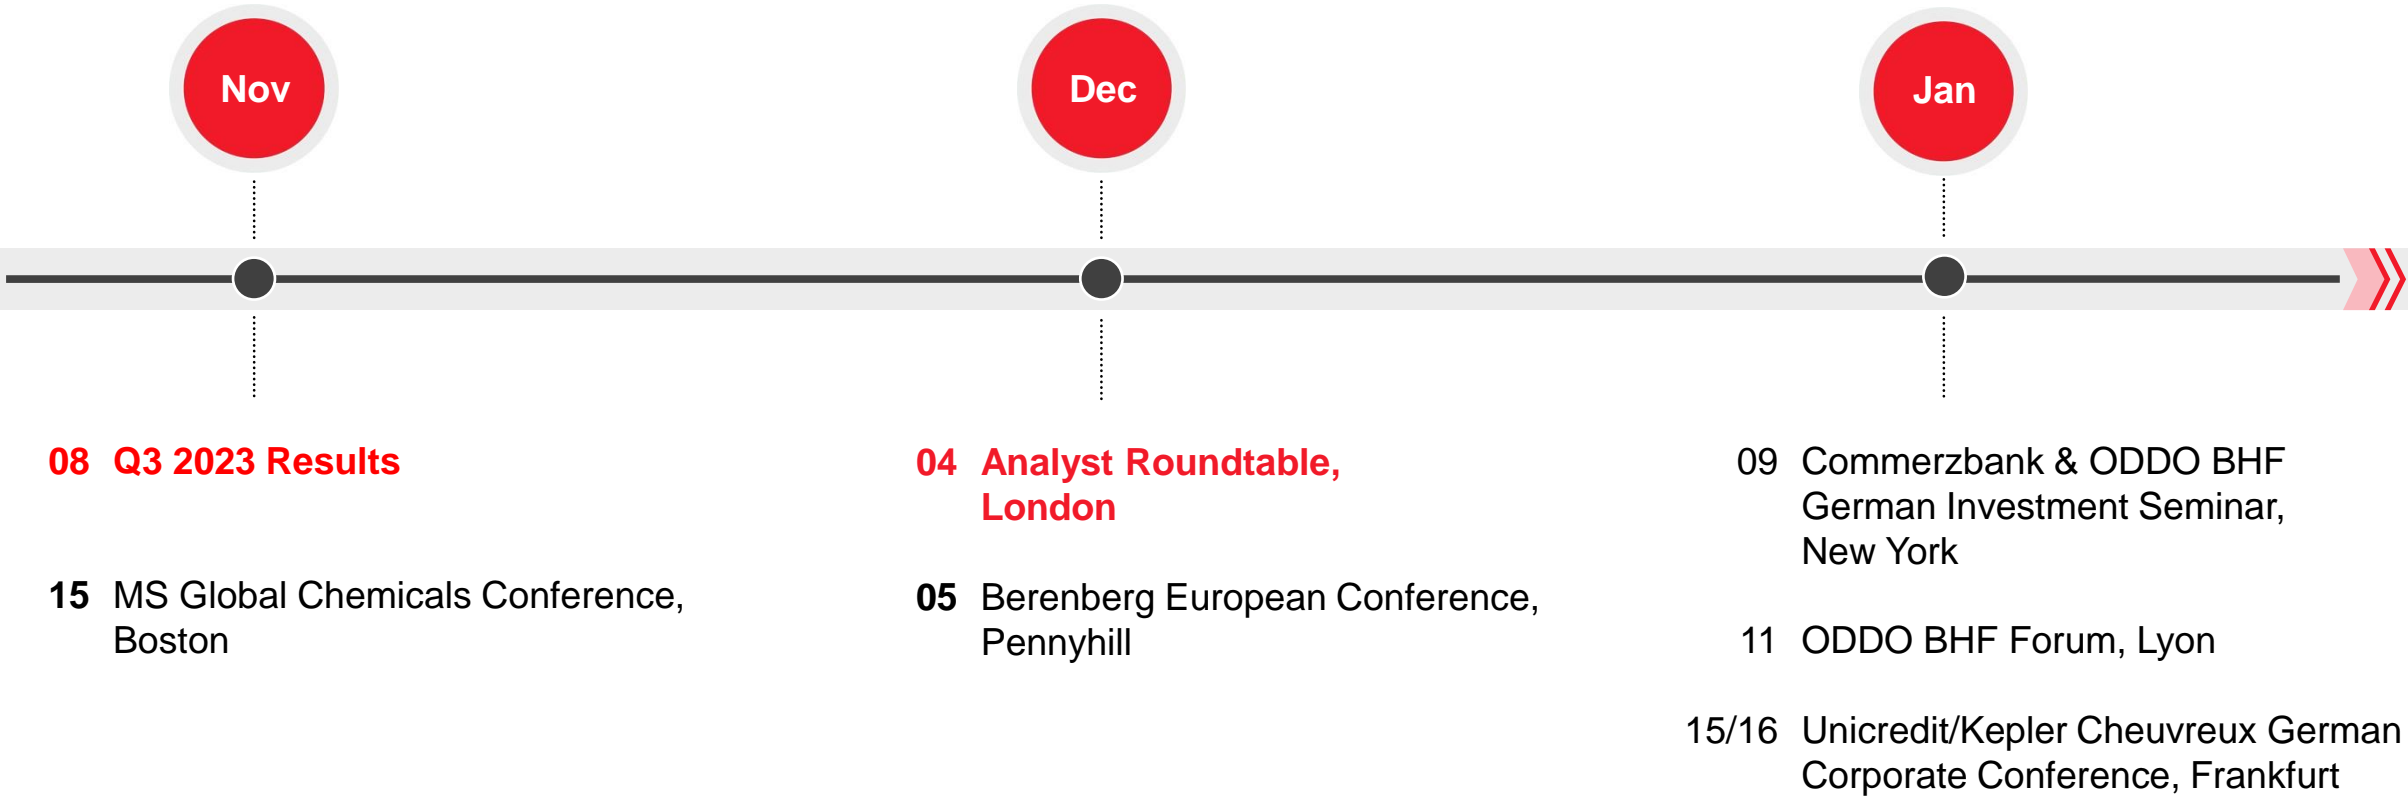 Nov
Dec
Jan
08 Q3 2023 Results
15 MS Global Chemicals Conference,
Boston
04 Analyst Roundtable,
London
05 Berenberg European Conference,
Pennyhill
09 Commerzbank & ODDO BHF
German Investment Seminar,
New York
11 ODDO BHF Forum, Lyon
15/16 Unicredit/Kepler Cheuvreux German
Corporate Conference, Frankfurt